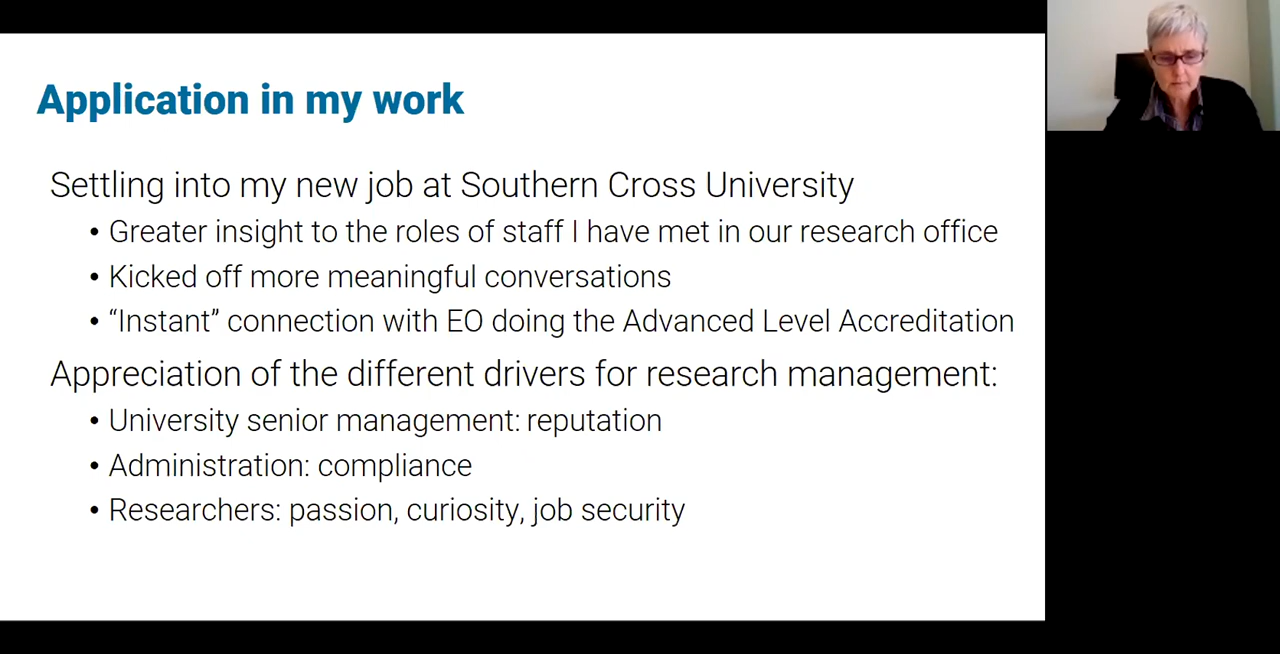 Application in my work
Settling into my new job at Southern Cross University
• Greater insight to the roles of staff I have met in our research office
• Kicked off more meaningful conversations
• “Instant” connection with EO doing the Advanced Level Accreditation
Appreciation of the different drivers for research management:
• University senior management: reputation
• Administration: compliance
• Researchers: passion, curiosity, job security